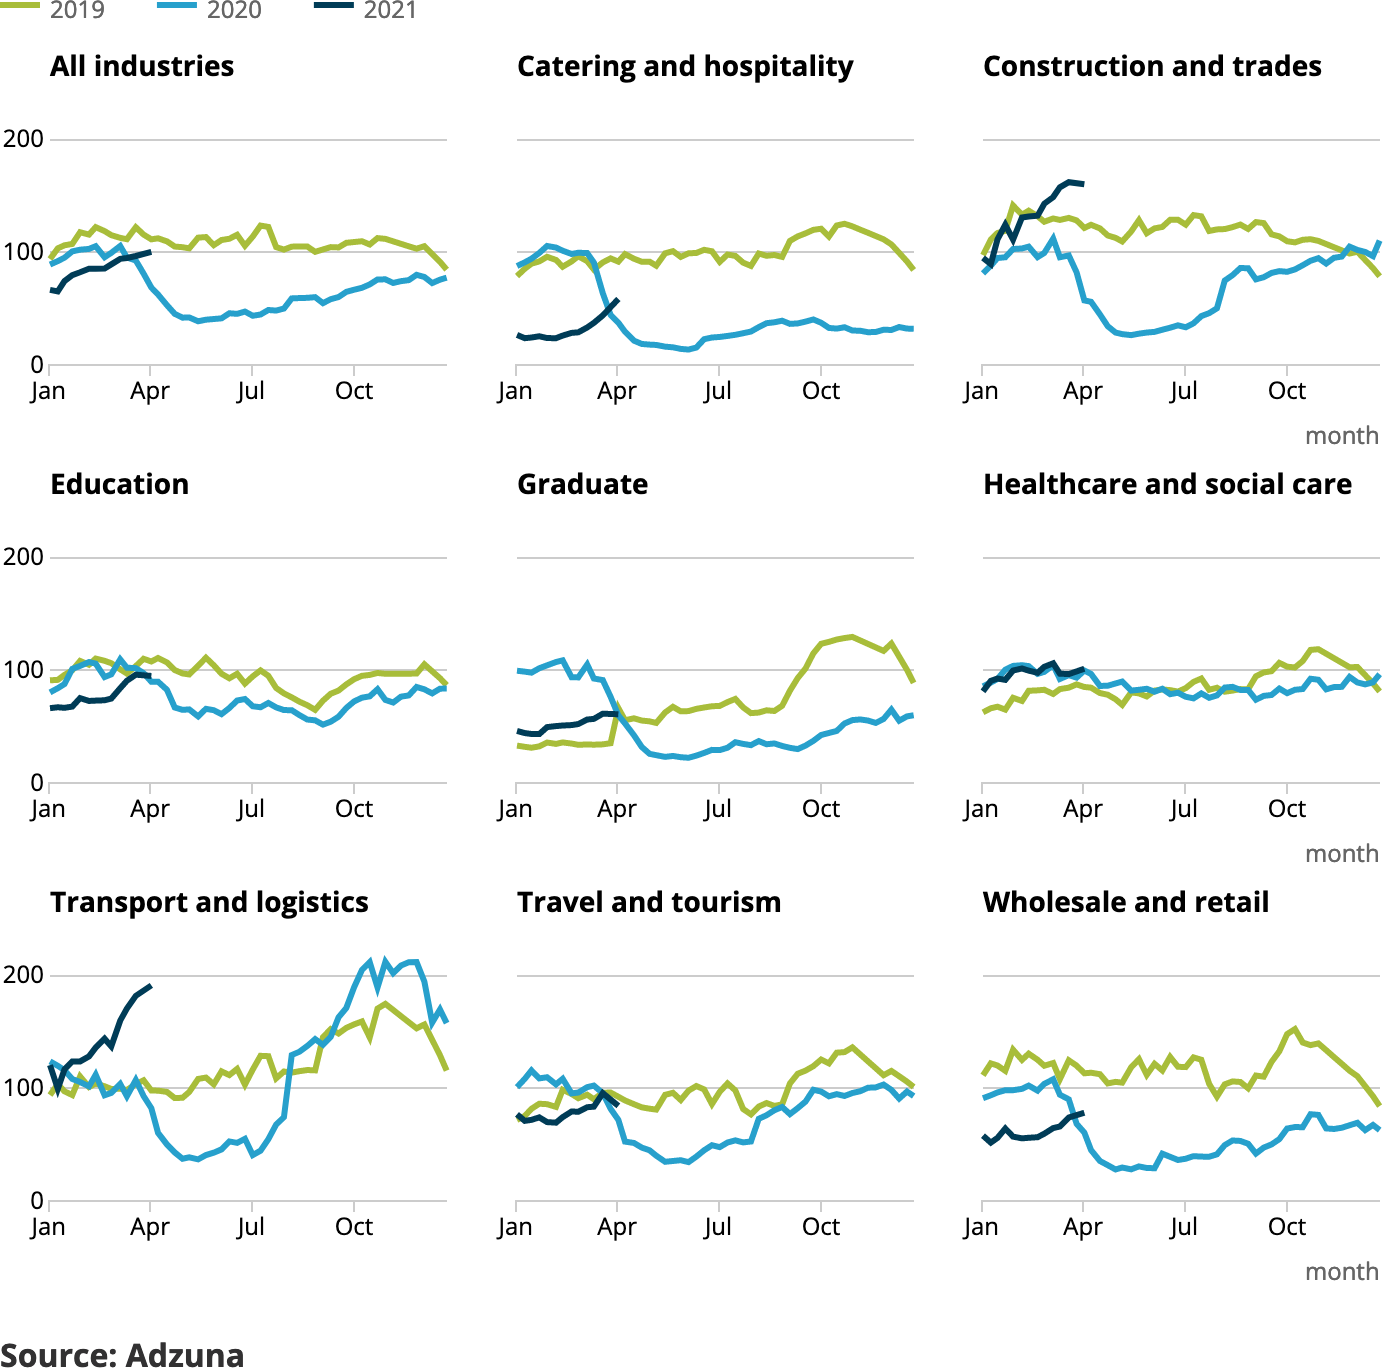 2019 2020 2021
All industries Catering and hospitality Construction and trades
200
100
0
Jan Apr Jul Oct Jan Apr Jul Oct Jan Apr Jul Oct
month
Education Graduate Healthcare and social care
200
100
0
Jan Apr Jul Oct Jan Apr Jul Oct Jan Apr Jul Oct
month
Transport and logistics Travel and tourism Wholesale and retail
200
100
0
Jan Apr Jul Oct Jan Apr Jul Oct Jan Apr Jul Oct
month
Source: Adzuna